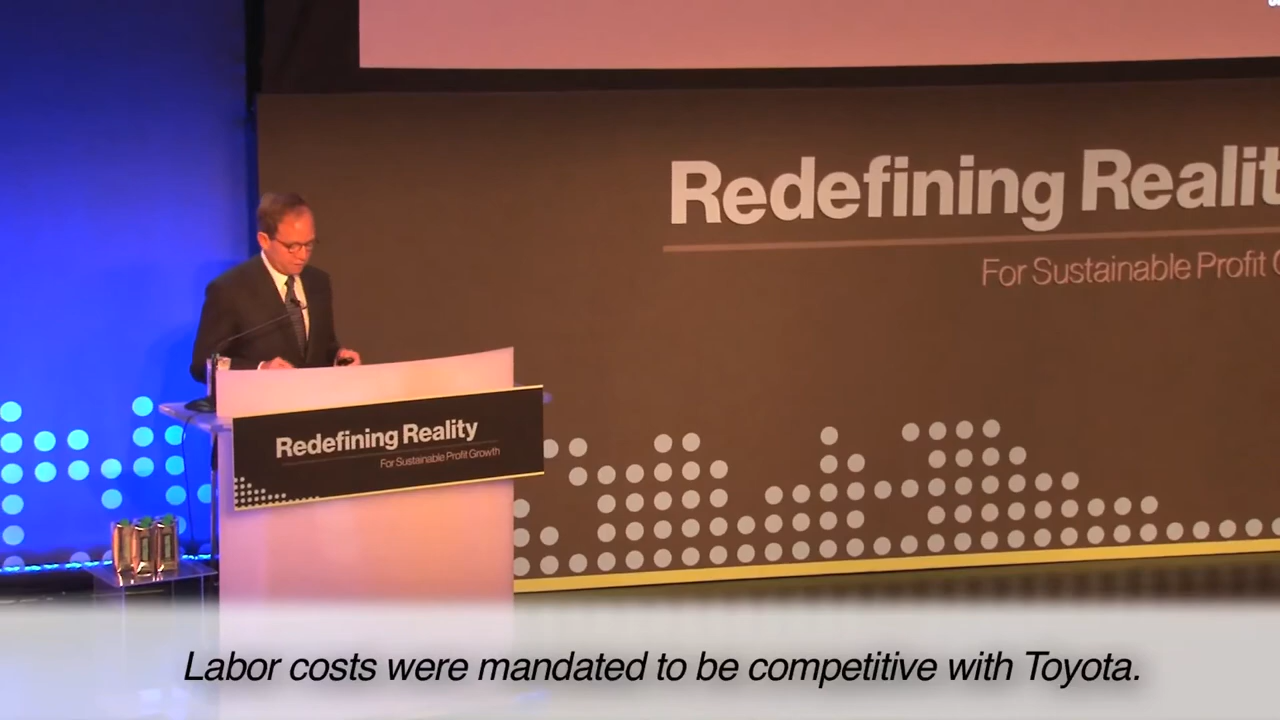 Redefining Realit
For Sustainable Profit
Redefining Reality
For Sustainable Profit Growth
Labor costs were mandated to be competitive with Toyota.